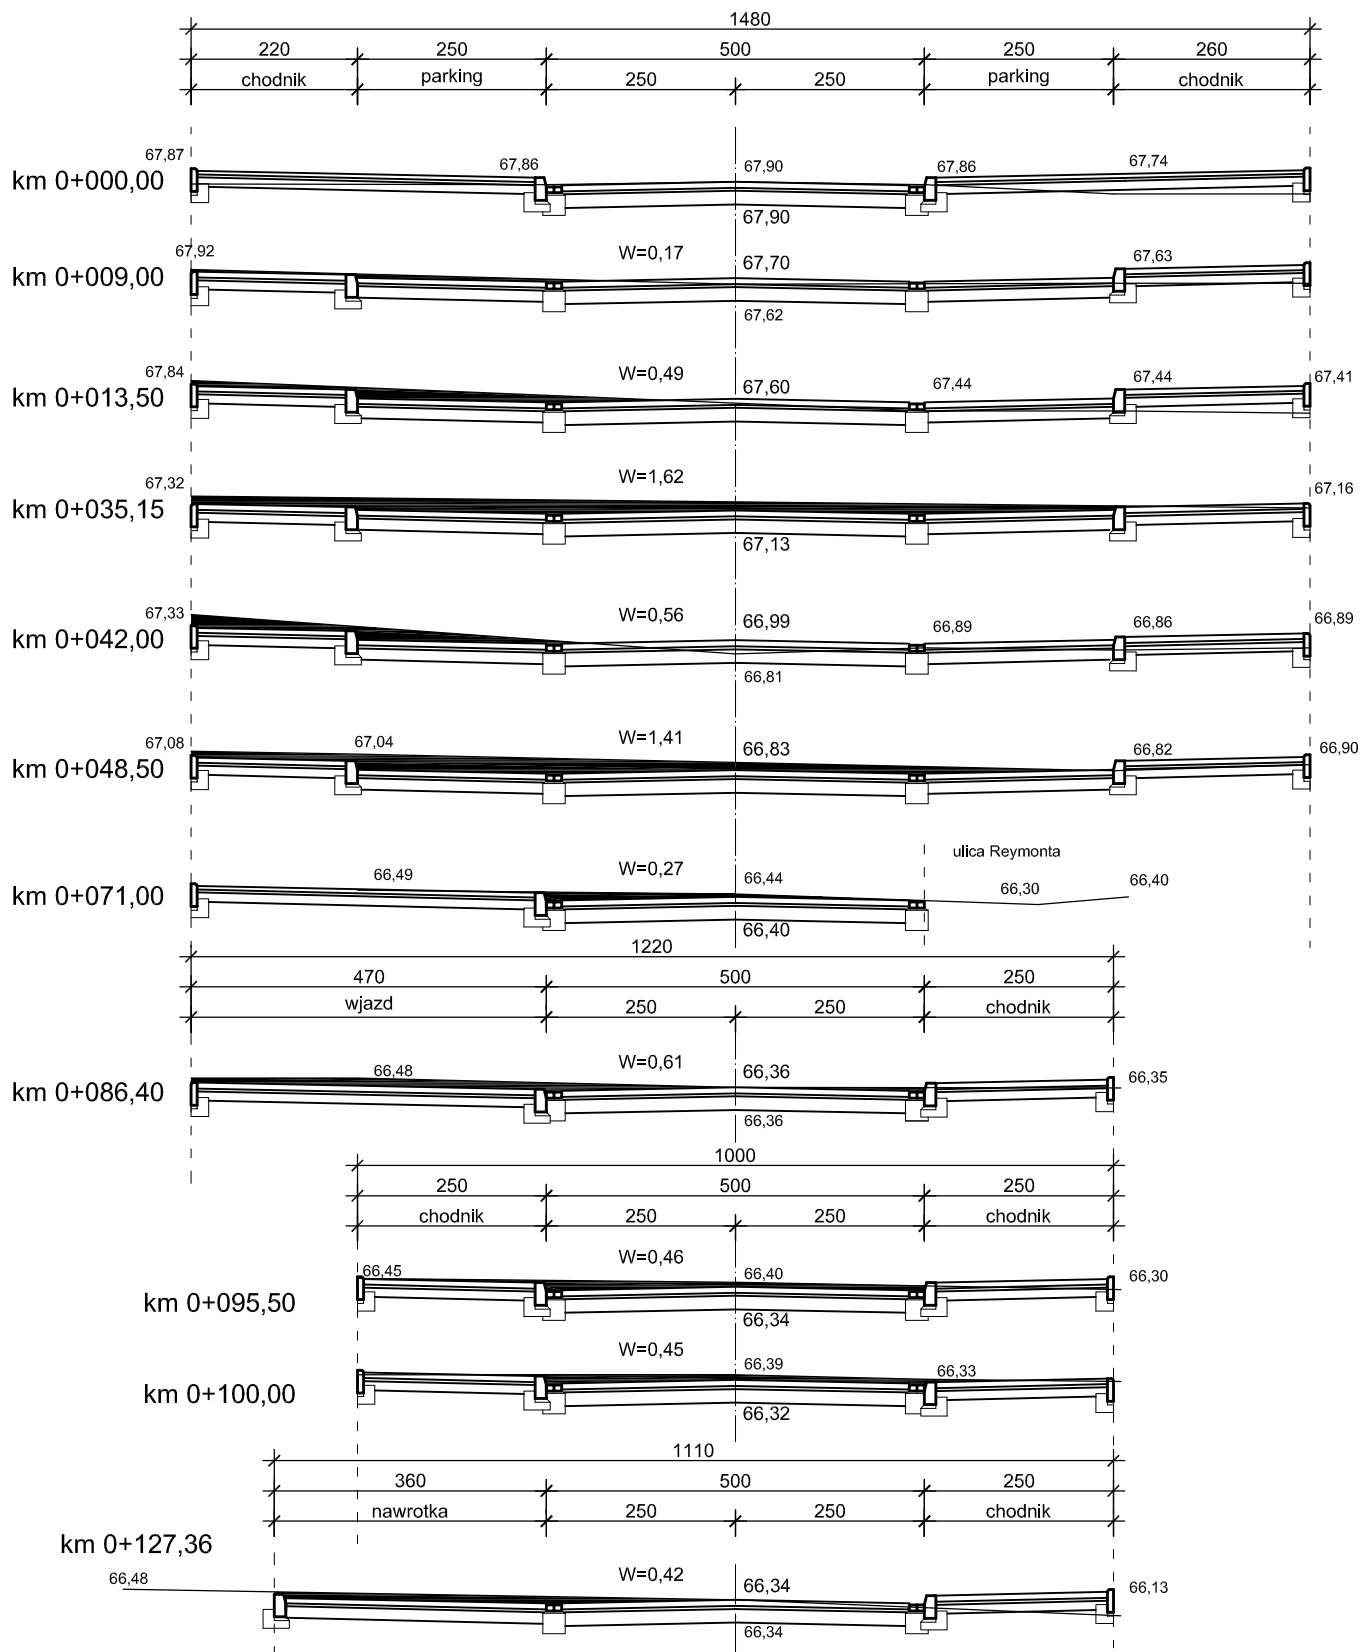 1480
220 250 500 250 260
chodnik parking 250 250 parking chodnik
67,87 67,86 67,90 67,86 67,74
km 0+000,00
67,90
67,92 W=0,17 67,70 67,63
km 0+009,00
67,62
67,84 W=0,49 67,60 67,44 67,44 67,41
km 0+013,50
67,32 W=1,62 67,16
km 0+035,15
67,13
67,33 W=0,56 66,99 66,89 66,86 66,89
km 0+042,00
66,81
67,08 67,04 W=1,41 66,83 66,82 66,90
km 0+048,50
ulica Reymonta
66,49 W=0,27 66,44 66,30 66,40
km 0+071,00
66,40
1220
470 500 250
wjazd 250 250 chodnik
66,48 W=0,61 66,36 66,35
km 0+086,40
66,36
1000
250 500 250
chodnik 250 250 chodnik
W=0,46
66,45 66,40 66,30
km 0+095,50
66,34
W=0,45
66,39 66,33
km 0+100,00
66,32
1110
360 500 250
nawrotka 250 250 chodnik
km 0+127,36
66,48 W=0,42 66,34 66,13
66,34